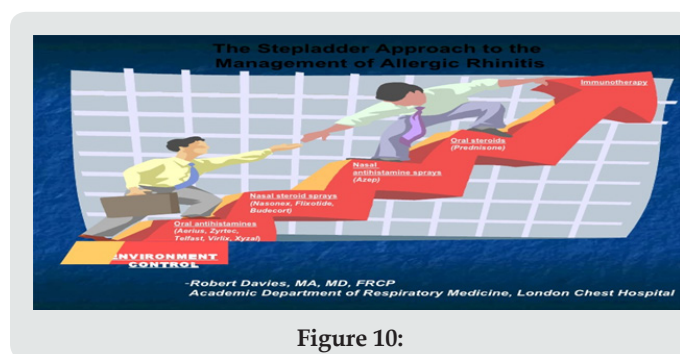 The Stepladder Approach to the
Management of Allergic Rhinitis
Immunotherapy
Oral steroids
(Prednisone)
Nasal
antihistamine sprays
(Azep)
Nasal steroid sprays
(Nasonex, Flixotide,
Budecort)
Oral antihistamines
(Aerius, Zyrtec,
Telfast, Virlix, Xyzal)
ENVIRONMENT
CONTROL
-Robert Davies, MA, MD, FRCP
Academic Department of Respiratory Medicine, London Chest Hospital
Figure 10: